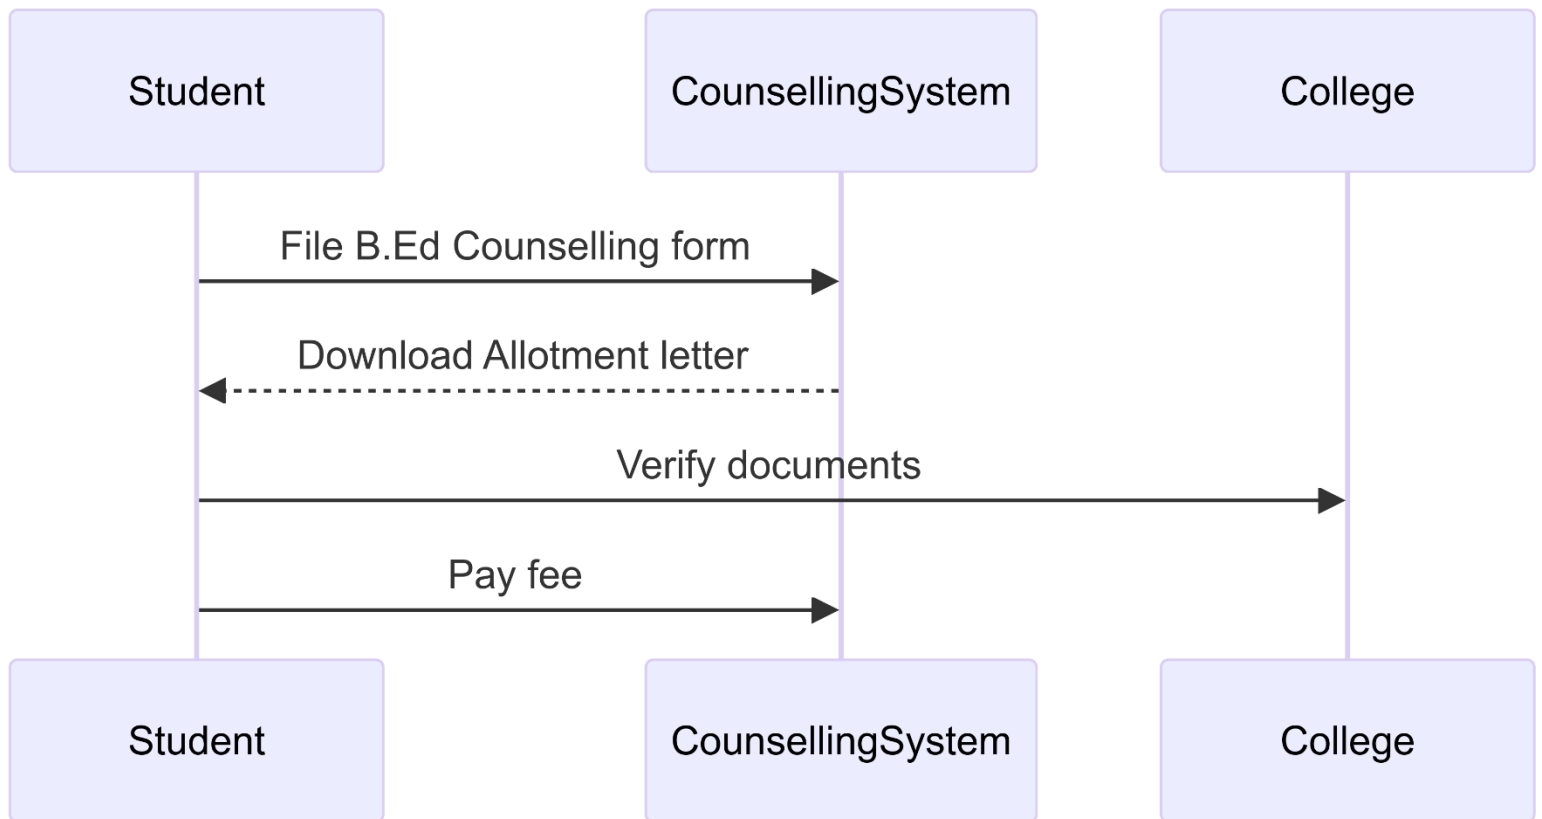 Student
CounsellingSystem
College
File B.Ed Counselling form
Download Allotment letter
Verify documents
Pay fee
Student
CounsellingSystem
College